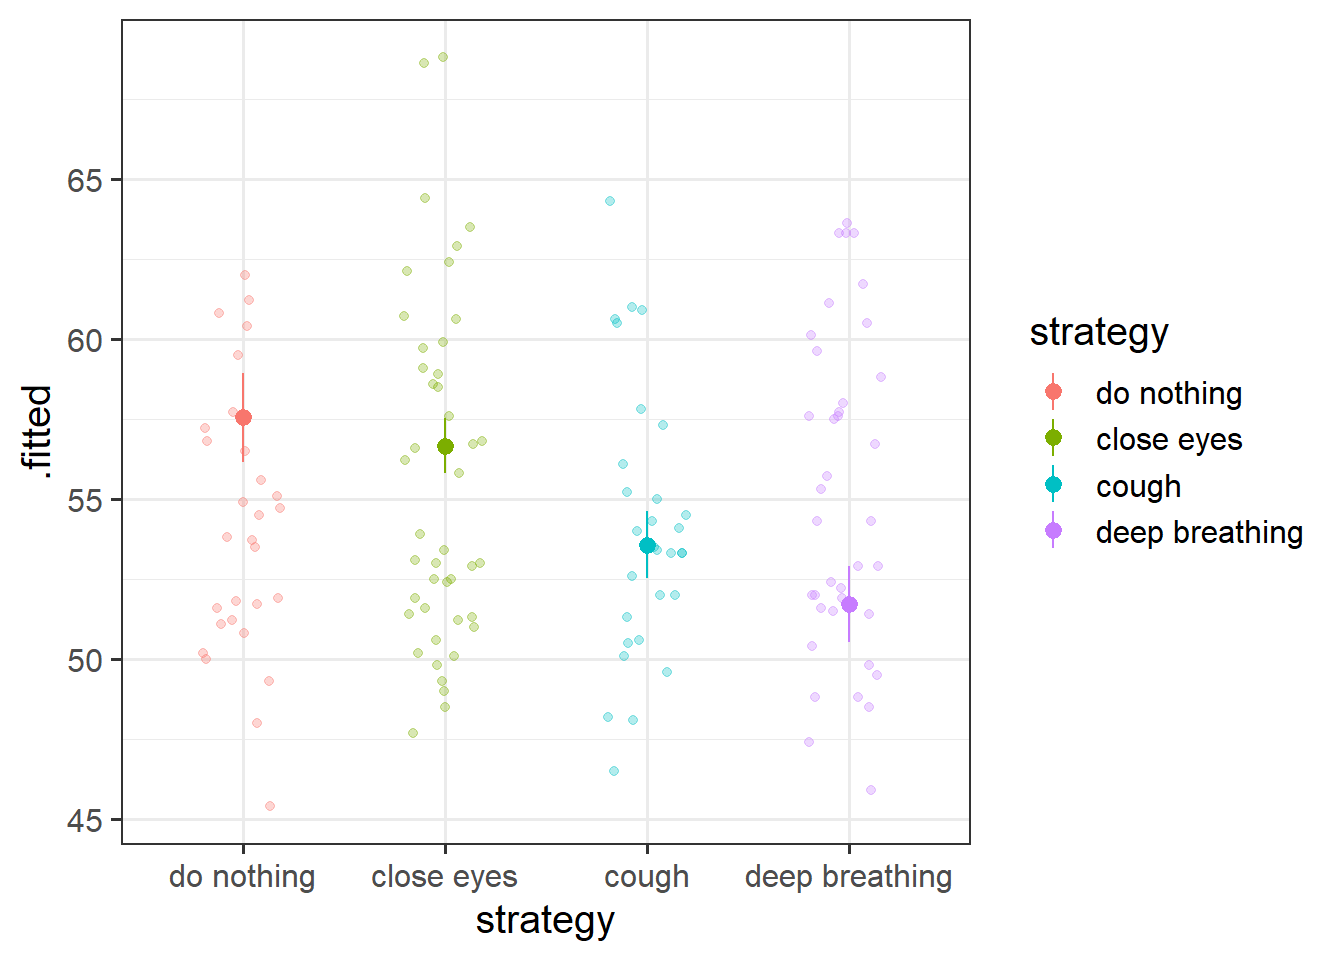 65
60
55
50
45
.fitted
do nothing
close eyes
cough
deep breathing
strategy
strategy
do nothing
close eyes
cough
deep breathing